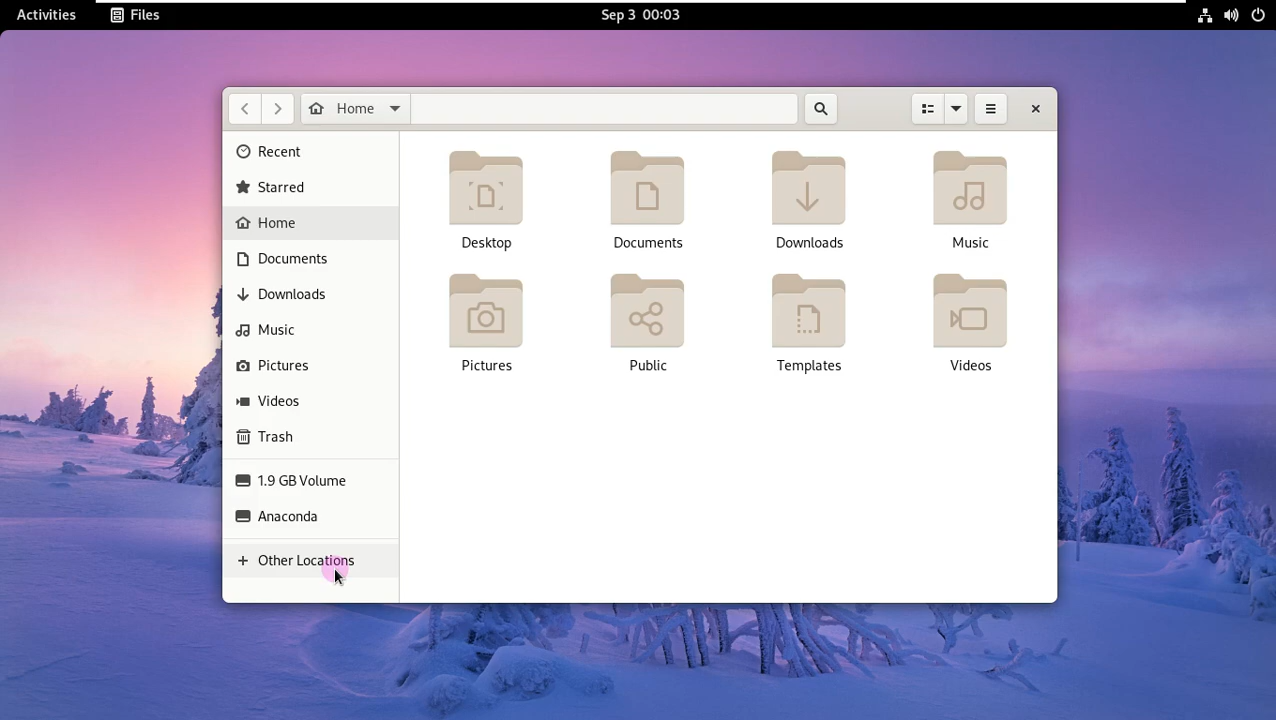 Activities
Files
Sep 3 00:03
Home
Recent
Starred
Home
Documents
Downloads
Music
Pictures
Videos
Trash
1.9 GB Volume
Anaconda
Other Locations
Desktop
Documents
Downloads
Music
Pictures
Public
Templates
Videos